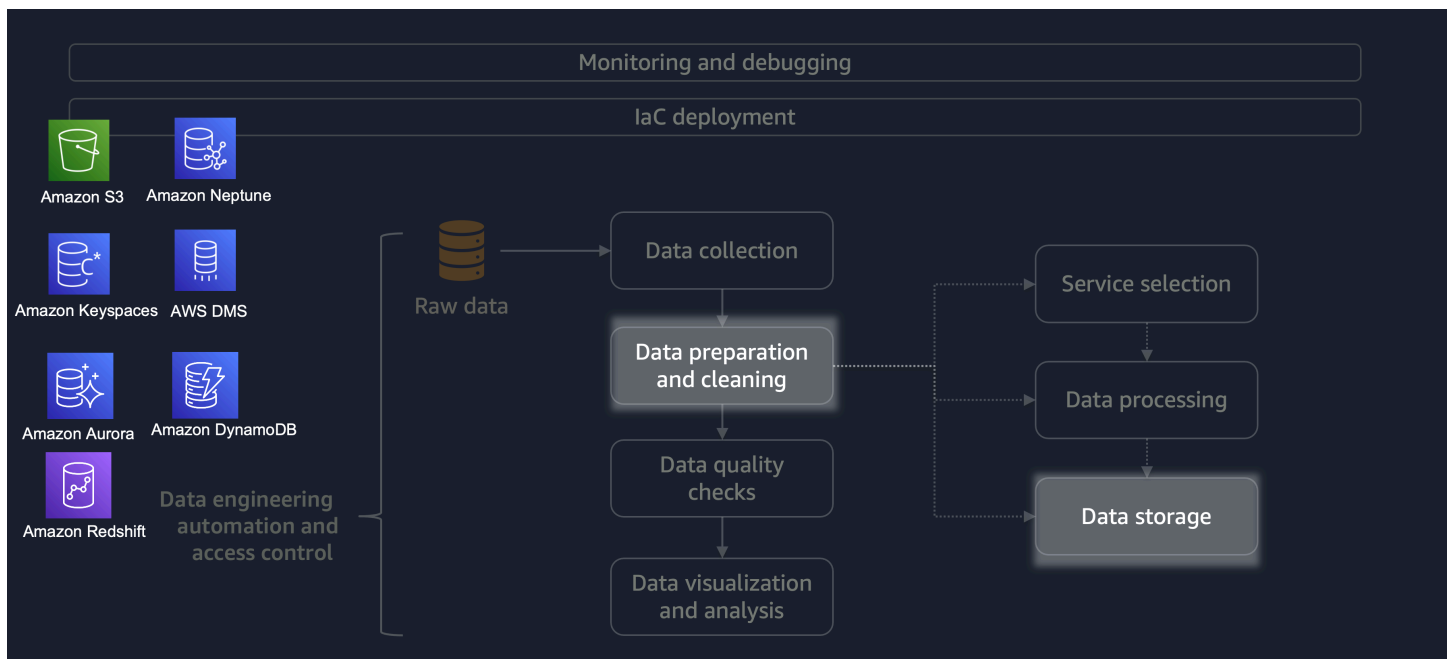 Monitoring and debugging
IaC deployment
Amazon S3
Amazon Neptune
Amazon Keyspaces
AWS DMS
Amazon Aurora
Amazon DynamoDB
Amazon Redshift
Data engineering
automation and
access control
Raw data
Data collection
Data preparation
and cleaning
Data quality
checks
Data visualization
and analysis
Service selection
Data processing
Data storage